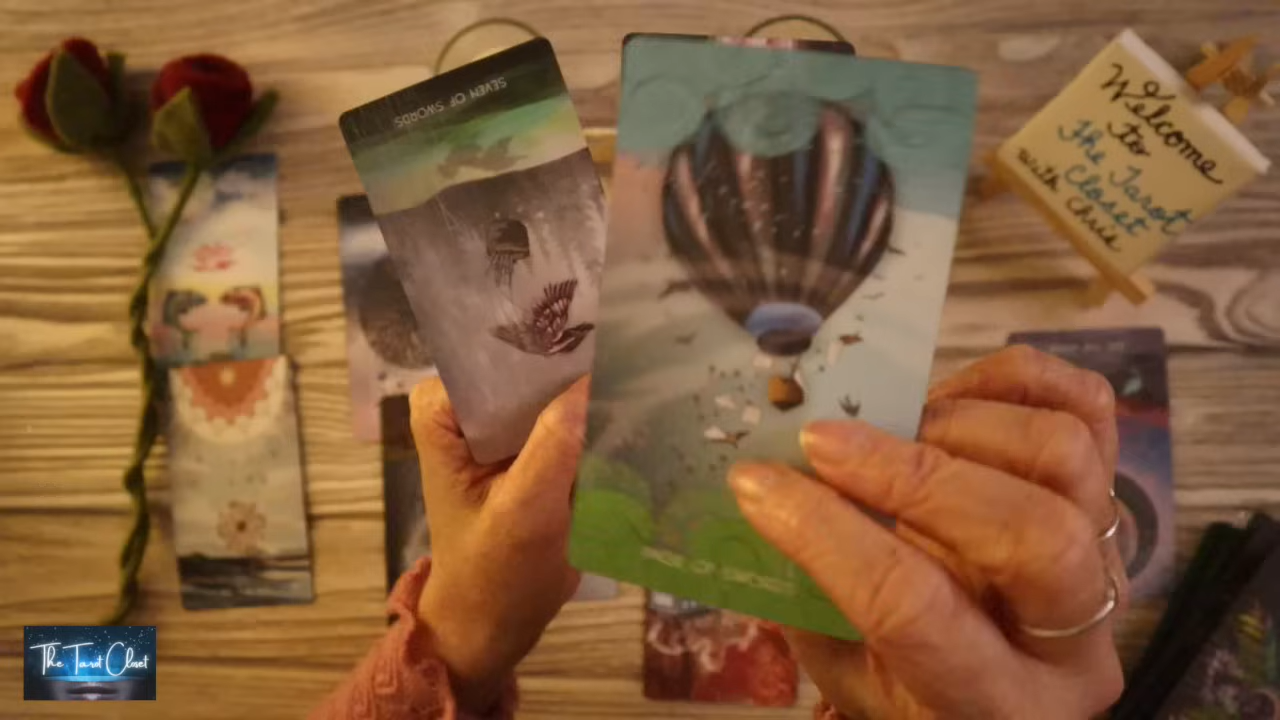 SEVEN OF SWORDS
Welcome
to
The Tarot
Closet
with Chris
The Tarot Closet